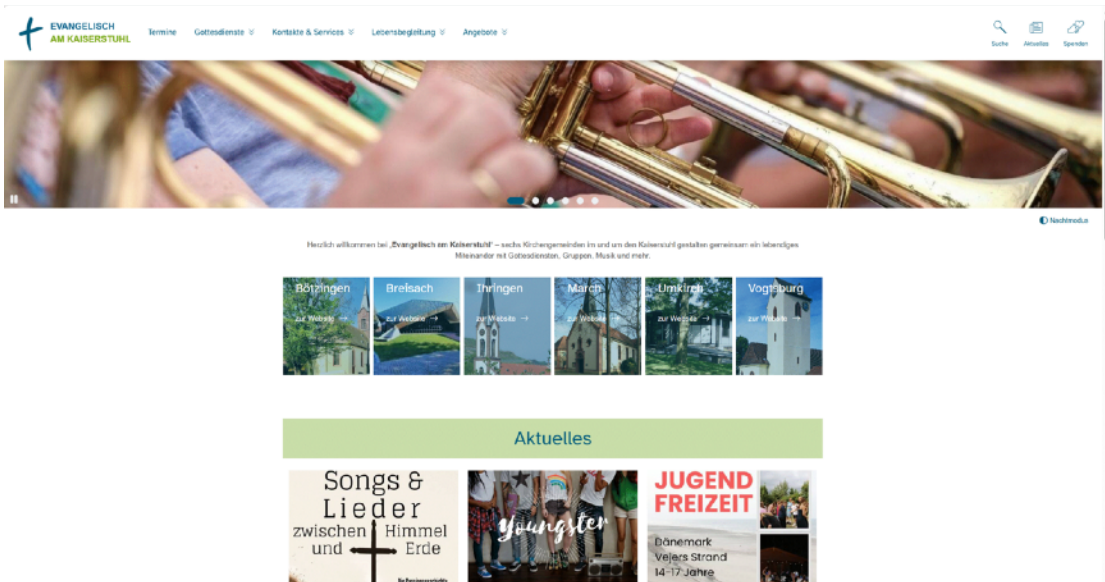 EVANGELISCH
AM KAISERSTUHL
Termine Gottesdienste Kontakte & Services Lebensbegleitung Angebote
Suche Aktuelles Spenden
Nachtmodus
Herzlich willkommen bei „Evangelisch am Kaiserstuhl“ – sechs Kirchengemeinden im und um den Kaiserstuhl gestalten gemeinsam ein lebendiges
Miteinander mit Gottesdiensten, Gruppen, Musik und mehr.
Bötzingen Breisach Ihringen March Umkirch Vogtsburg
zur Website → zur Website → zur Website → zur Website → zur Website → zur Website →
Aktuelles
Songs &
Lieder
zwischen Himmel
und Erde
Youngster
JUGEND
FREIZEIT
Dänemark
Vejers Strand
14-17 Jahre